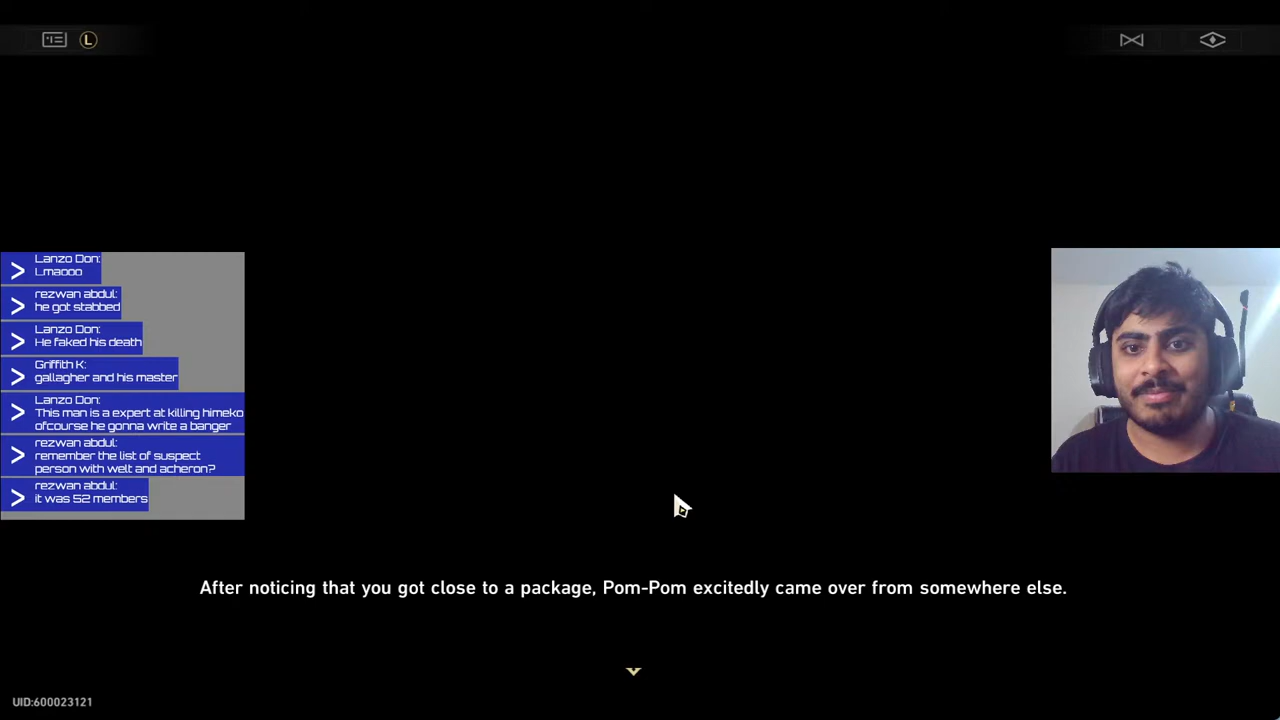 L
Lanzo Don:
Lmaooo
rezwan abdul:
he got stabbed
Lanzo Don:
He faked his death
Griffith K:
gallagher and his master
Lanzo Don:
This man is a expert at killing himeko
ofcourse he gonna write a banger
rezwan abdul:
remember the list of suspect
person with welt and acheron?
rezwan abdul:
it was 52 members
After noticing that you got close to a package, Pom-Pom excitedly came over from somewhere else.
UID:600023121